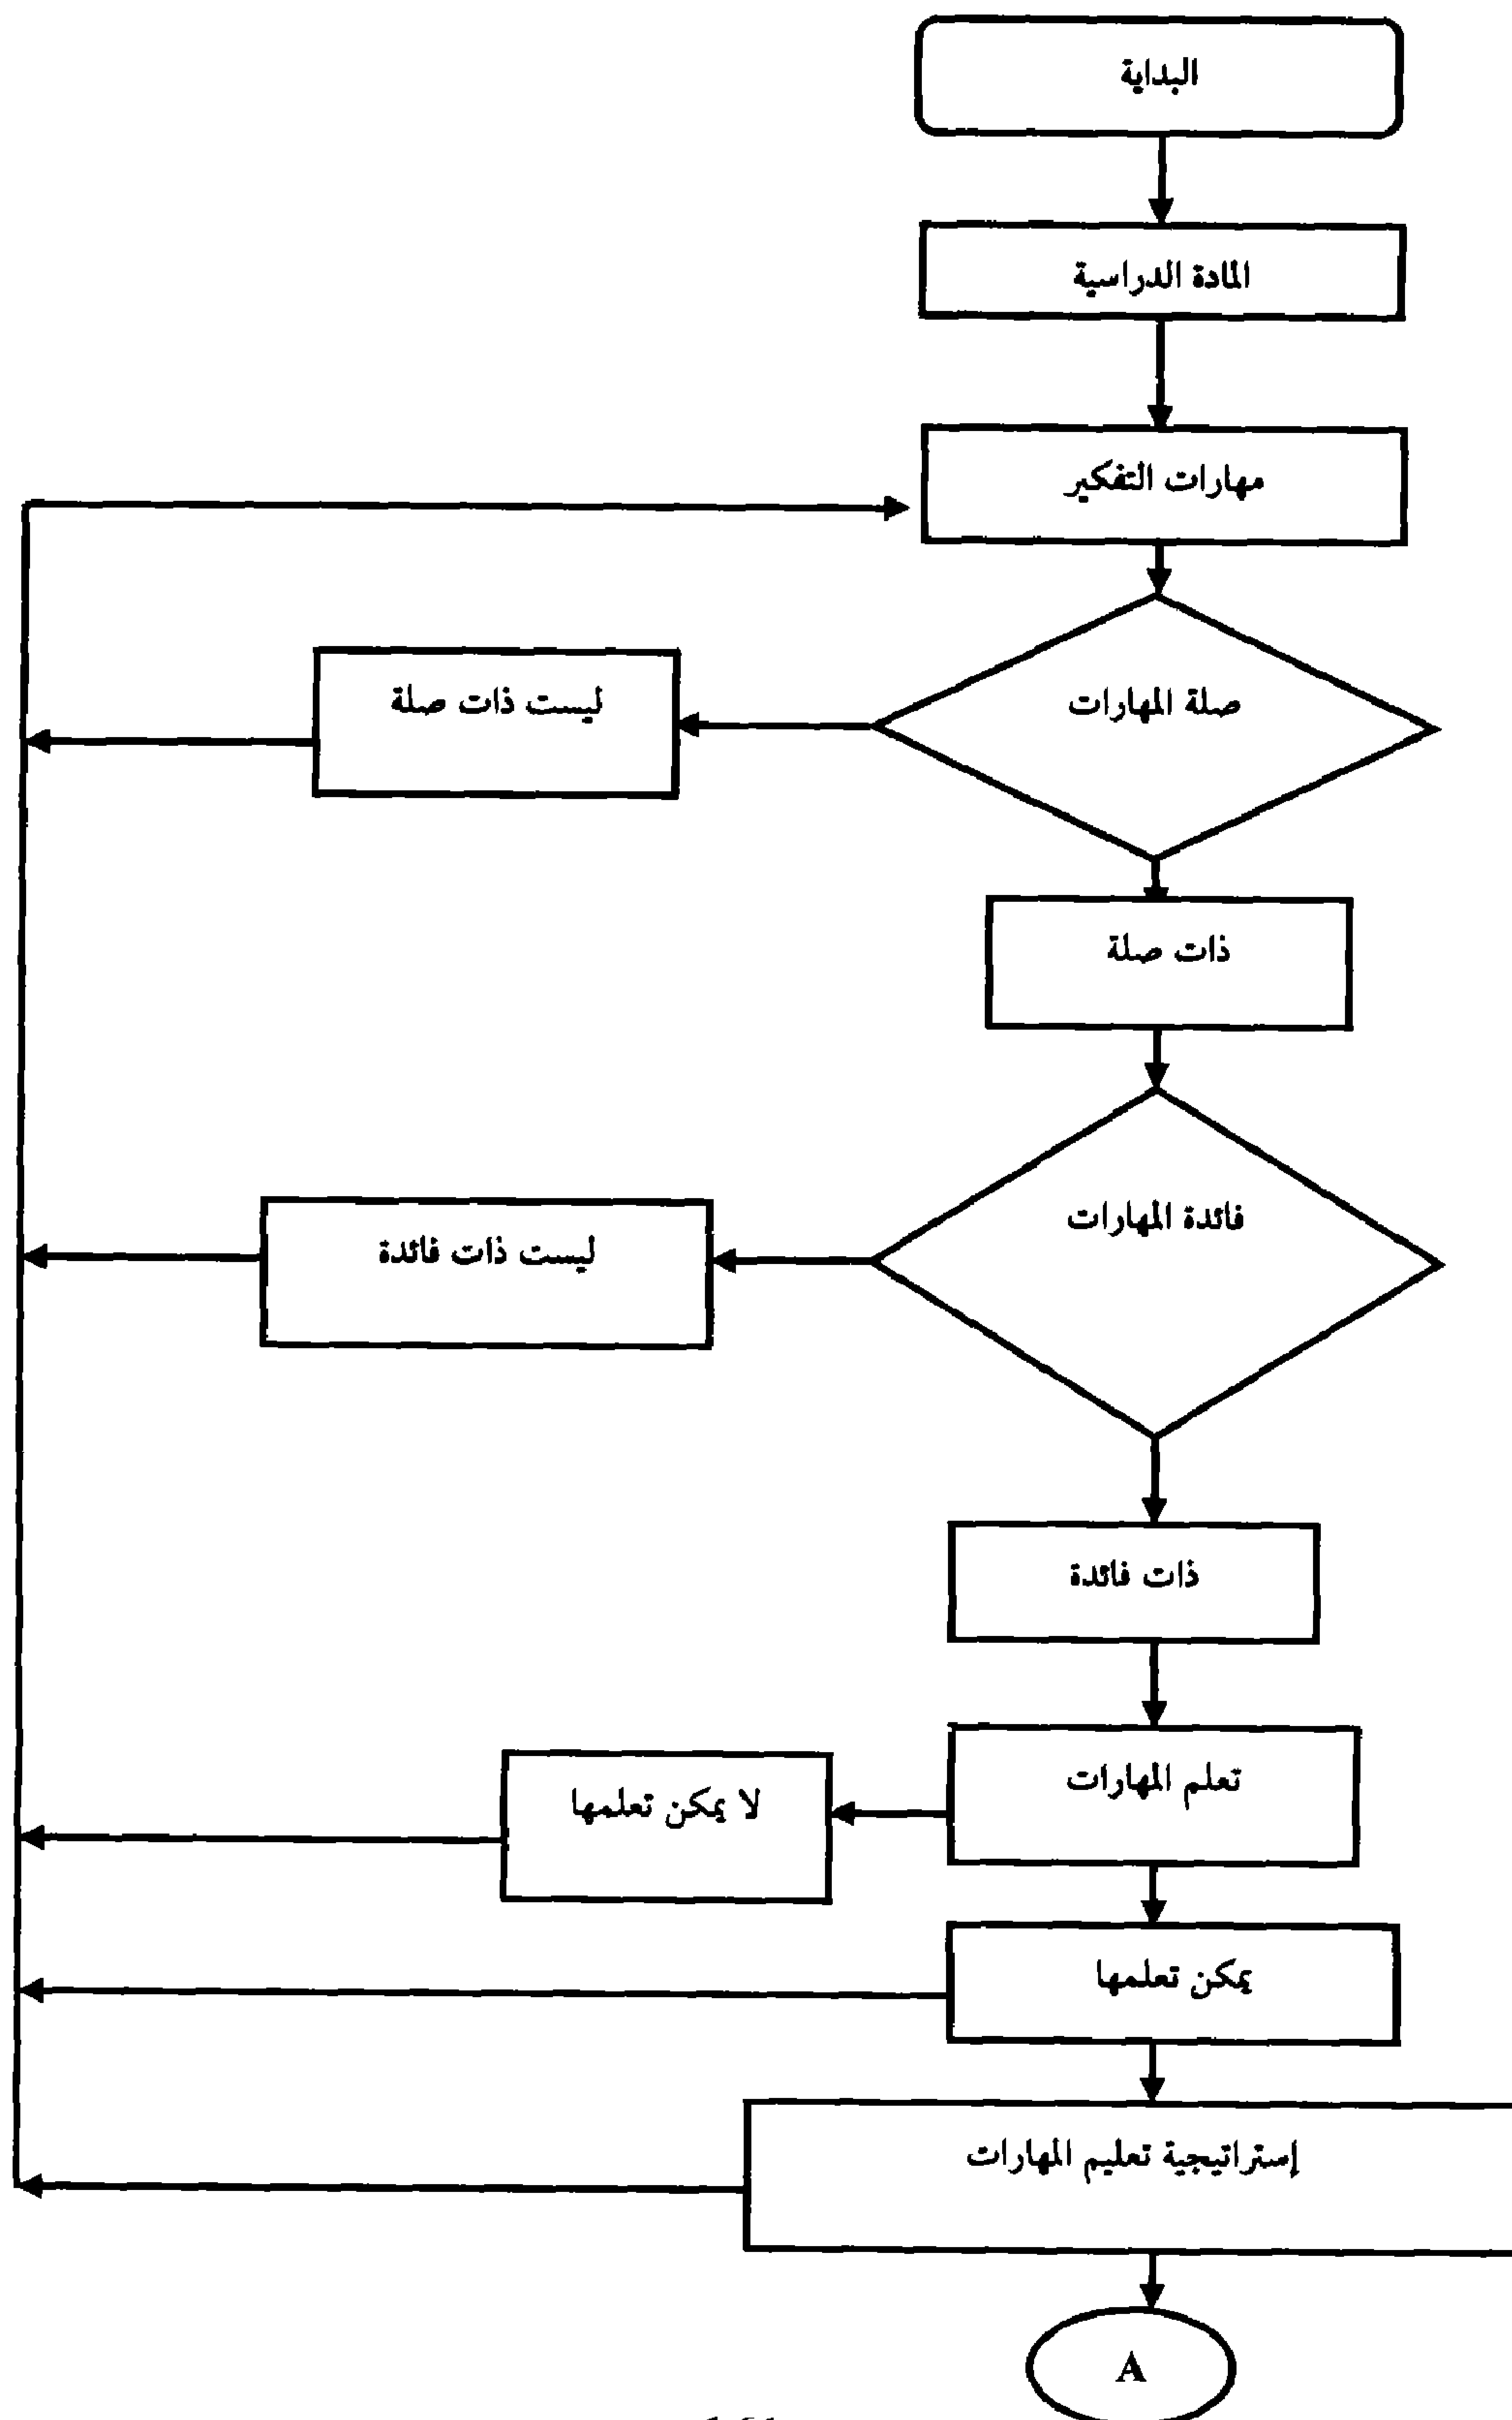 البداية
المادة الدراسية
مهارات التفكير
صلة المهارات
ليست ذات صلة
ذات صلة
فائدة المهارات
ليست ذات فائدة
ذات فائدة
تعلم المهارات
لا يمكن تعلمها
يمكن تعلمها
إستراتيجية تعليم المهارات
A